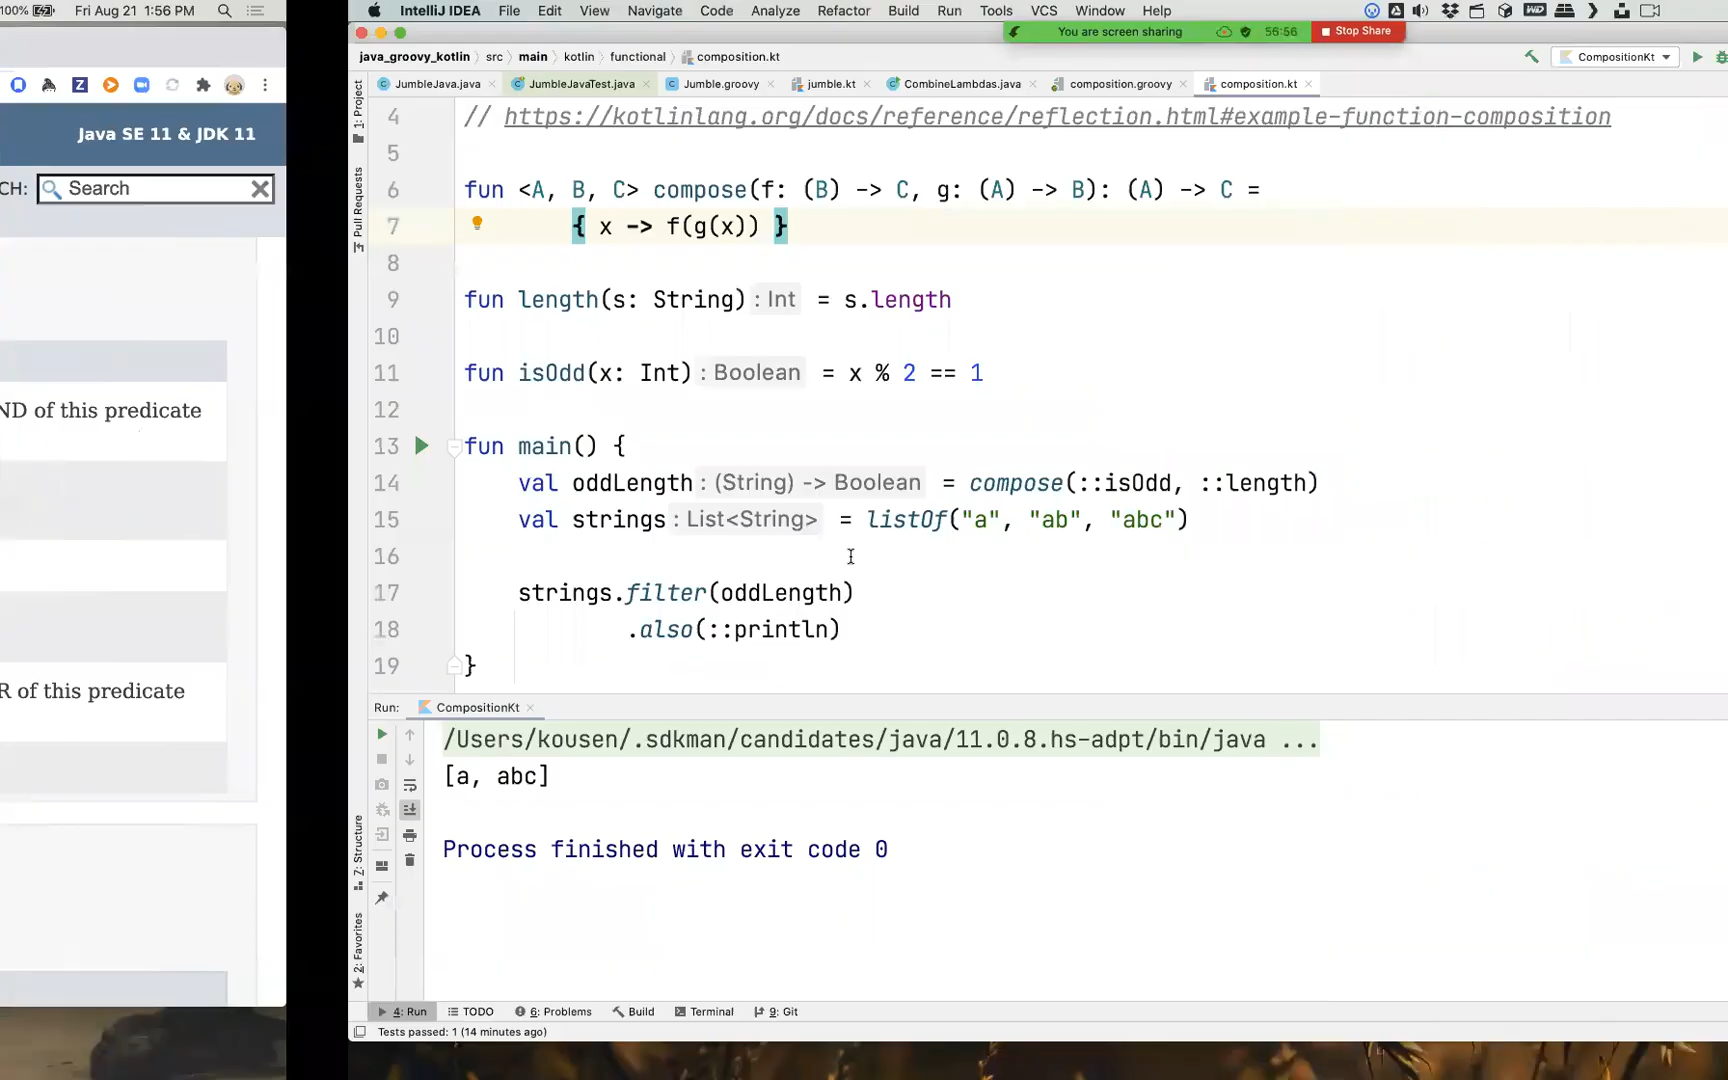 100% Fri Aug 21 1:56 PM
IntelliJ IDEA File Edit View Navigate Code Analyze Refactor Build Run Tools VCS Window Help
You are screen sharing 56:56 Stop Share
java_groovy_kotlin src main kotlin functional composition.kt CompositionKt
JumbleJava.java JumbleJavaTest.java Jumble.groovy jumble.kt CombineLambdas.java composition.groovy composition.kt
Java SE 11 & JDK 11
CH: Search
ND of this predicate
R of this predicate
1: Project
Pull Requests
Z: Structure
2: Favorites
4 // https://kotlinlang.org/docs/reference/reflection.html#example-function-composition
5
6 fun <A, B, C> compose(f: (B) -> C, g: (A) -> B): (A) -> C =
7 { x -> f(g(x)) }
8
9 fun length(s: String) : Int = s.length
10
11 fun isOdd(x: Int) : Boolean = x % 2 == 1
12
13 fun main() {
14 val oddLength : (String) -> Boolean = compose(::isOdd, ::length)
15 val strings : List<String> = listOf("a", "ab", "abc")
16
17 strings.filter(oddLength)
18 .also(::println)
19 }
Run: CompositionKt
/Users/kousen/.sdkman/candidates/java/11.0.8.hs-adpt/bin/java ...
[a, abc]
Process finished with exit code 0
4: Run TODO 6: Problems Build Terminal 9: Git
Tests passed: 1 (14 minutes ago)